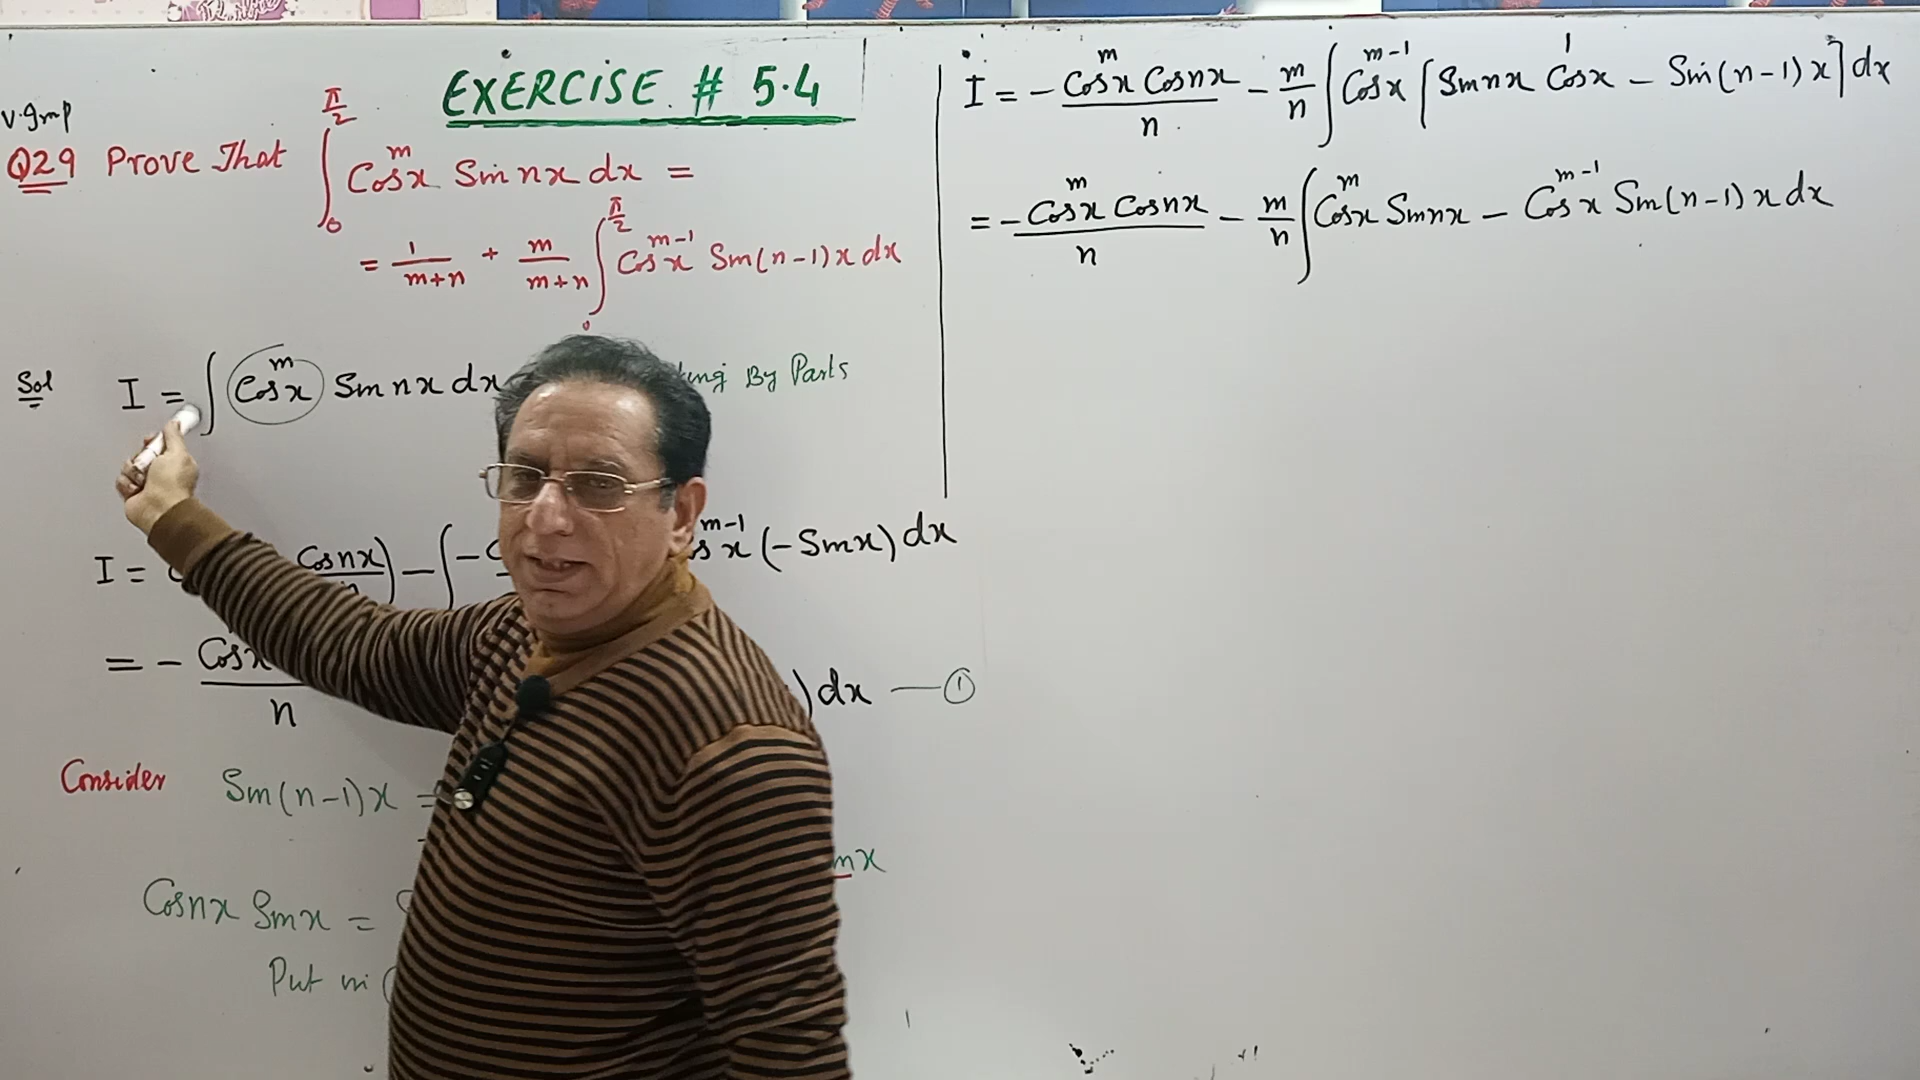 EXERCISE # 5.4
V.Imp
Q29 Prove That ∫₀^{π/2} Cos^m x Sin nx dx =
= 1/(m+n) + m/(m+n) ∫₀^{π/2} Cos^{m-1} x Sin(n-1)x dx
Sol I = ∫ Cos^m x Sin nx dx By Parts
I = Cos nx ) - ∫ - x^{m-1} (-Sin x) dx
= - Cos x / n ) dx — ①
Consider Sin(n-1)x =
x
Cos nx Sin x =
Put in
I = - Cos^m x Cos nx / n - m/n ∫ Cos^{m-1} x [Sin nx Cos^1 x - Sin(n-1)x] dx
= - Cos^m x Cos nx / n - m/n ∫ Cos^m x Sin nx - Cos^{m-1} x Sin(n-1)x dx